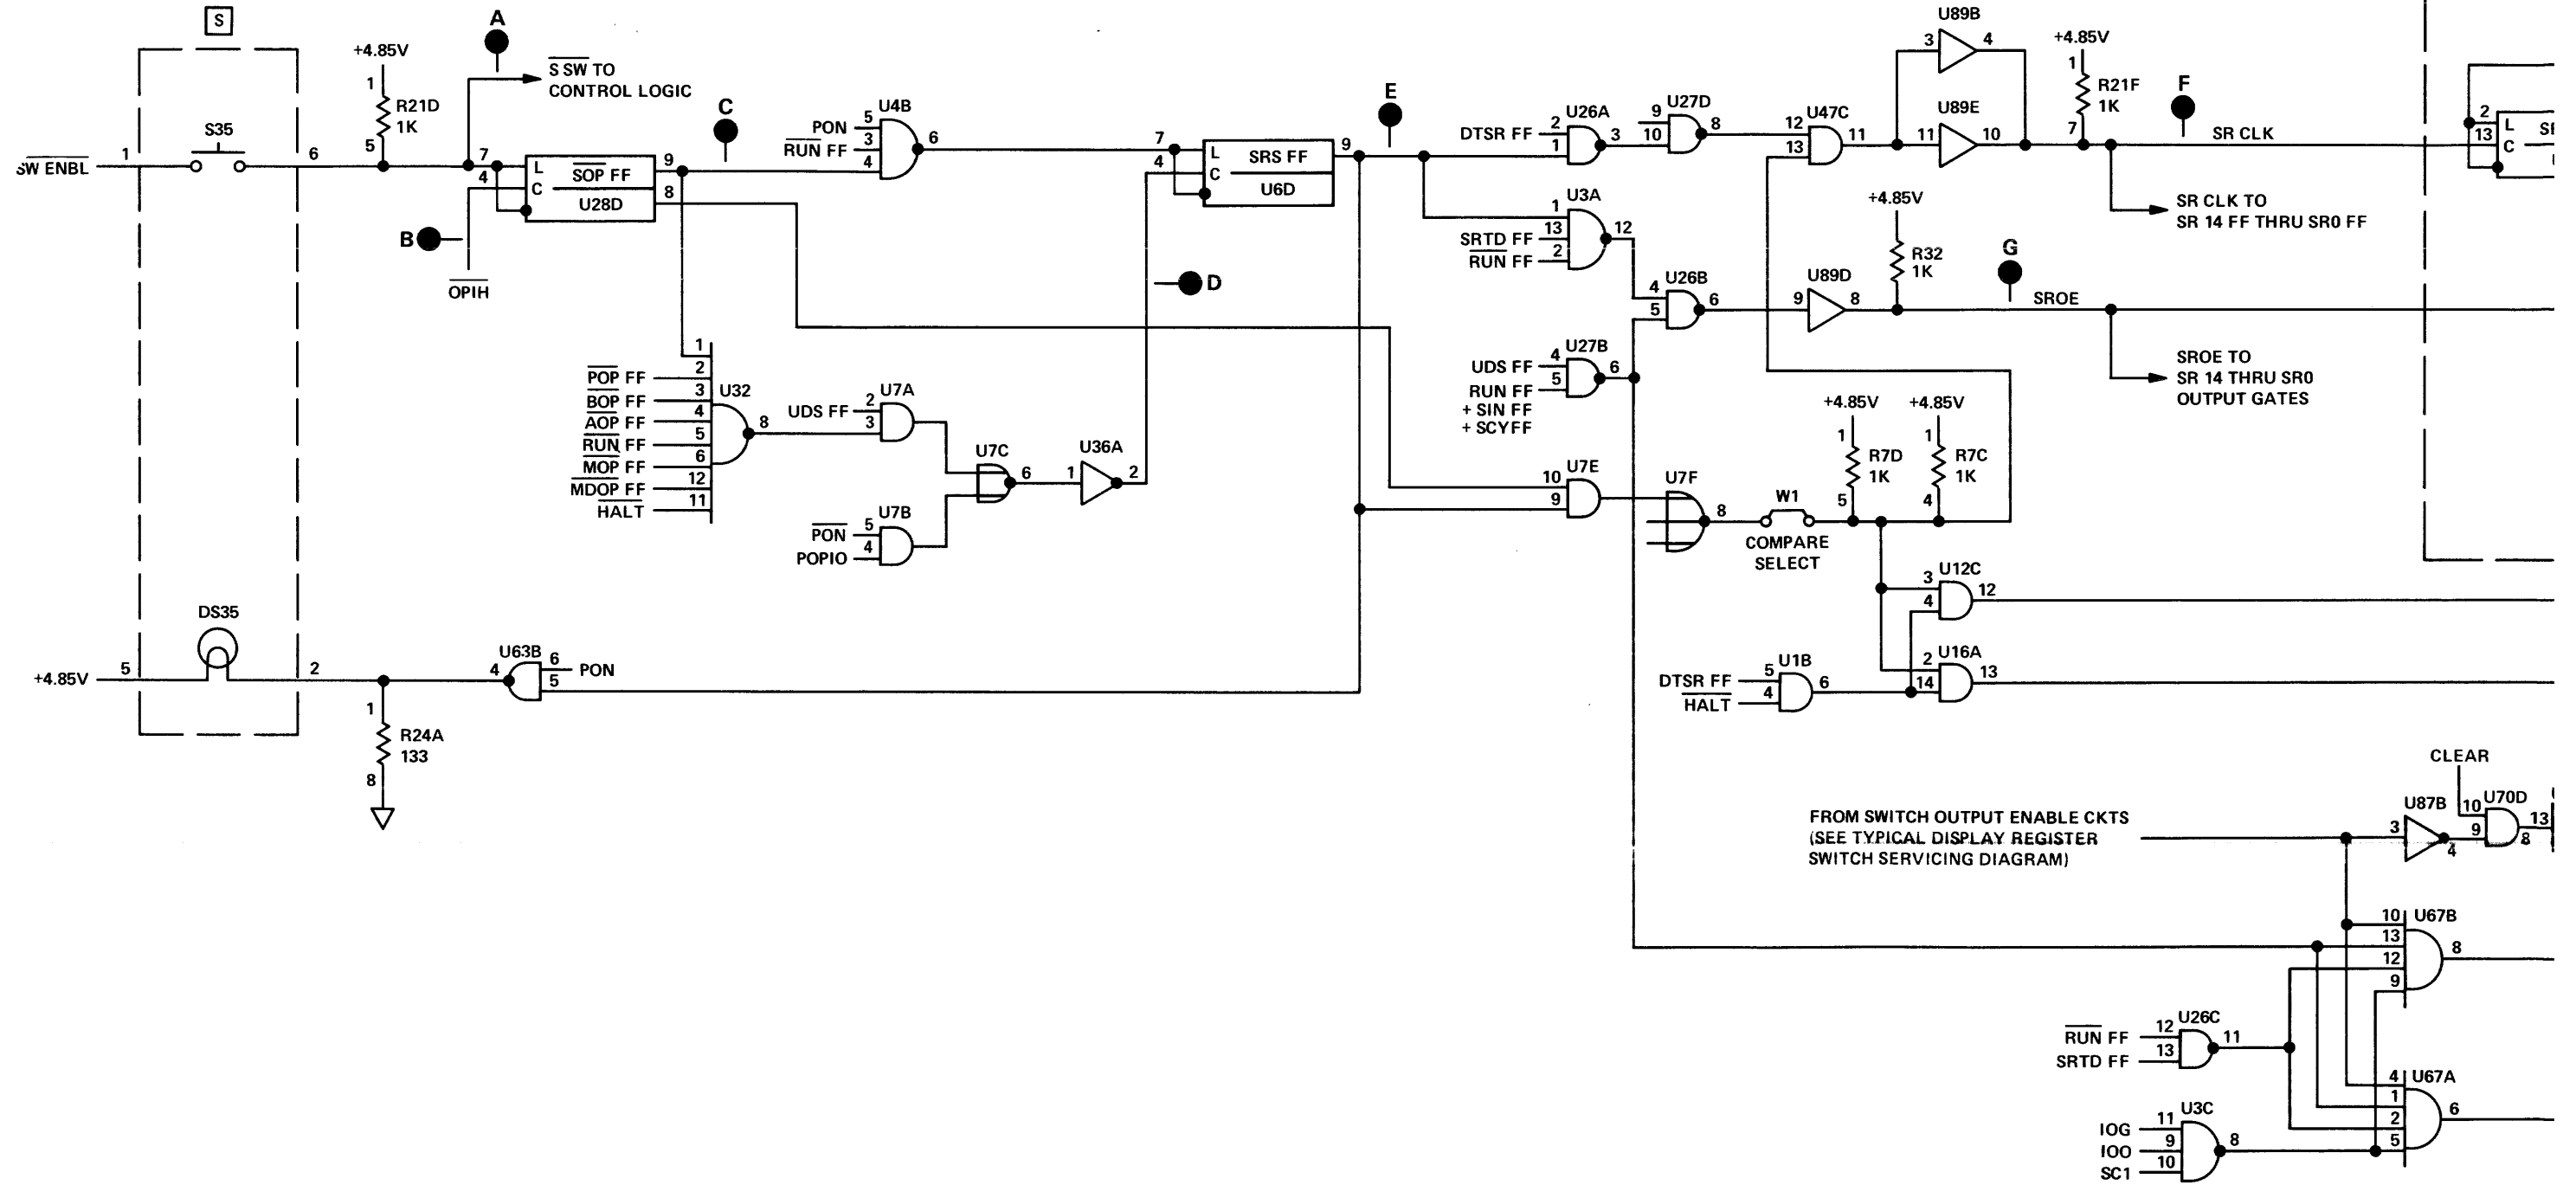 S
A
+4.85V
1
R21D
1K
5
S SW TO
CONTROL LOGIC
S35
SW ENBL
1
6
7
4
L
C
SOP FF
U28D
9
8
B
OPIH
C
PON
RUN FF
5
3
4
U4B
6
7
4
L
C
SRS FF
U6D
9
D
E
DTSR FF
2
1
U26A
3
9
10
U27D
8
12
13
U47C
11
U89B
3
4
U89E
11
10
+4.85V
1
R21F
1K
7
F
SR CLK
2
13
L
C
SR CLK TO
SR 14 FF THRU SR0 FF
U3A
1
13
2
SRTD FF
RUN FF
12
U26B
4
5
6
U89D
9
8
+4.85V
R32
1K
G
SROE
SROE TO
SR 14 THRU SR0
OUTPUT GATES
U27B
UDS FF
4
RUN FF
5
+ SIN FF
+ SCYFF
6
1
POP FF
2
BOP FF
3
AOP FF
4
RUN FF
5
MOP FF
6
MDOP FF
12
HALT
11
U32
8
UDS FF
2
3
U7A
U7C
6
U36A
1
2
U7B
PON
5
POPIO
4
U7E
10
9
U7F
8
W1
COMPARE
SELECT
+4.85V
1
R7D
1K
5
+4.85V
1
R7C
1K
4
U12C
3
4
12
U16A
2
14
13
U1B
DTSR FF
5
HALT
4
6
DS35
+4.85V
5
2
4
U63B
6
5
PON
1
R24A
133
8
CLEAR
FROM SWITCH OUTPUT ENABLE CKTS
(SEE TYPICAL DISPLAY REGISTER
SWITCH SERVICING DIAGRAM)
U87B
3
4
10
9
U70D
8
13
U67B
10
13
12
9
8
U26C
RUN FF
12
SRTD FF
13
11
U67A
4
1
2
5
6
U3C
IOG
11
IOO
9
SC1
10
8